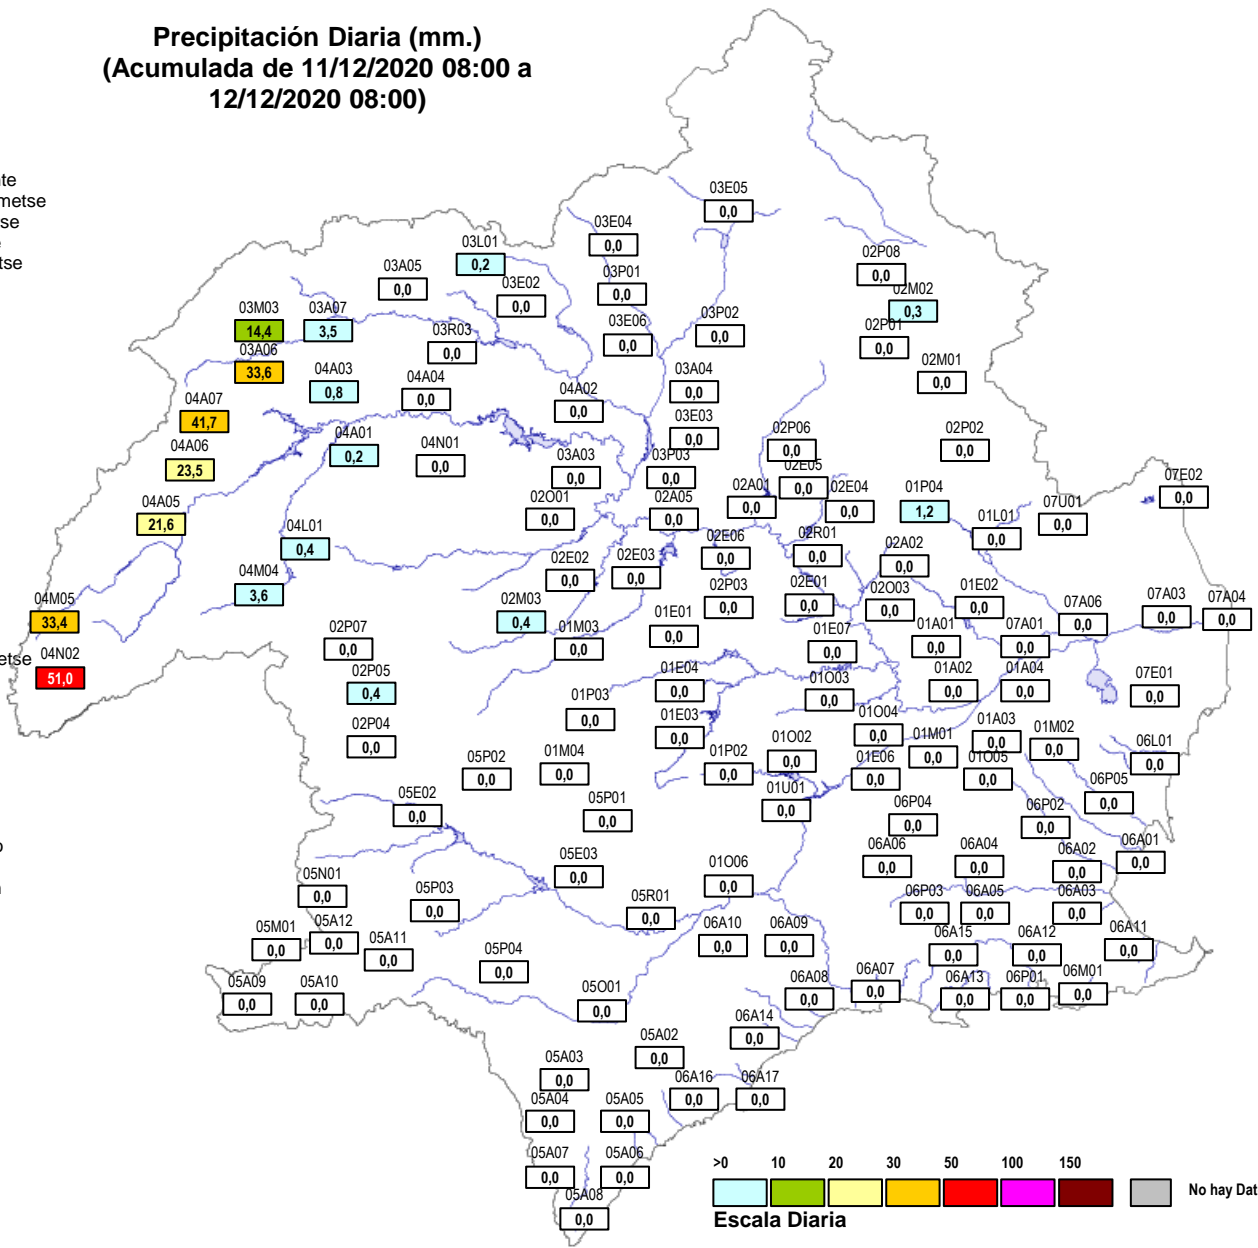 Precipitación Diaria (mm.)
(Acumulada de 11/12/2020 08:00 a
12/12/2020 08:00)
metse
se
tse
etse
03E05
0,0
03E04
0,0
03L01
0,2
03A05
0,0
03E02
0,0
03P01
0,0
02P08
0,0
02M02
0,3
03M03
14,4
03A07
3,5
03R03
0,0
03E06
0,0
03P02
0,0
02P01
0,0
03A06
33,6
04A03
0,8
04A04
0,0
04A02
0,0
03A04
0,0
02M01
0,0
04A07
41,7
04A01
0,2
04N01
0,0
03E03
0,0
02P06
0,0
02P02
0,0
04A06
23,5
03A03
0,0
03P03
0,0
02E05
0,0
07E02
0,0
04A05
21,6
02O01
0,0
02A05
0,0
02A01
0,0
02E04
0,0
01P04
1,2
01L01
0,0
07U01
0,0
04L01
0,4
02E06
0,0
02R01
0,0
02A02
0,0
04M04
3,6
02E02
0,0
02E03
0,0
02P03
0,0
02E01
0,0
02O03
0,0
01E02
0,0
07A06
0,0
07A03
0,0
07A04
0,0
04M05
33,4
02M03
0,4
01M03
0,0
01E01
0,0
01E07
0,0
01A01
0,0
07A01
0,0
04N02
51,0
02P07
0,0
02P05
0,4
01E04
0,0
01O03
0,0
01A02
0,0
01A04
0,0
07E01
0,0
02P04
0,0
01P03
0,0
01E03
0,0
01O04
0,0
01A03
0,0
01M02
0,0
05P02
0,0
01M04
0,0
01P02
0,0
01O02
0,0
01E06
0,0
01M01
0,0
01O05
0,0
06L01
0,0
05E02
0,0
05P01
0,0
01U01
0,0
06P04
0,0
06P02
0,0
06P05
0,0
05E03
0,0
01O06
0,0
06A06
0,0
06A04
0,0
06A02
0,0
06A01
0,0
05N01
0,0
05P03
0,0
05R01
0,0
06P03
0,0
06A05
0,0
06A03
0,0
05M01
0,0
05A12
0,0
05A11
0,0
05P04
0,0
06A10
0,0
06A09
0,0
06A15
0,0
06A12
0,0
06A11
0,0
05A09
0,0
05A10
0,0
05O01
0,0
06A08
0,0
06A07
0,0
06A13
0,0
06P01
0,0
06M01
0,0
05A03
0,0
05A02
0,0
06A14
0,0
05A04
0,0
05A05
0,0
06A16
0,0
06A17
0,0
05A07
0,0
05A06
0,0
05A08
0,0
>0 10 20 30 50 100 150
No hay Dat
Escala Diaria